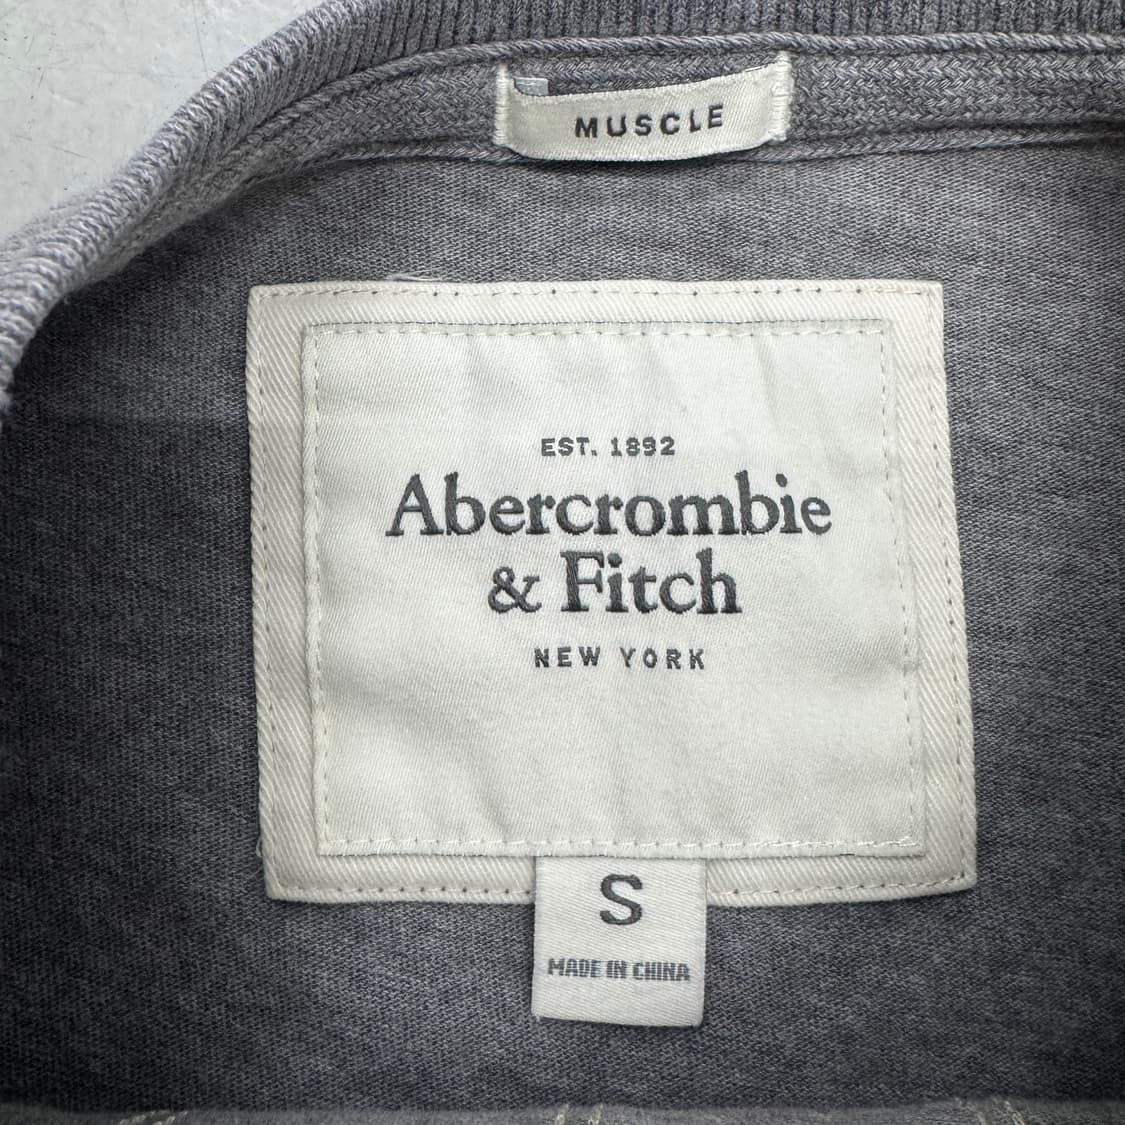 MUSCLE
EST. 1892
Abercrombie
& Fitch
NEW YORK
S
MADE IN CHINA